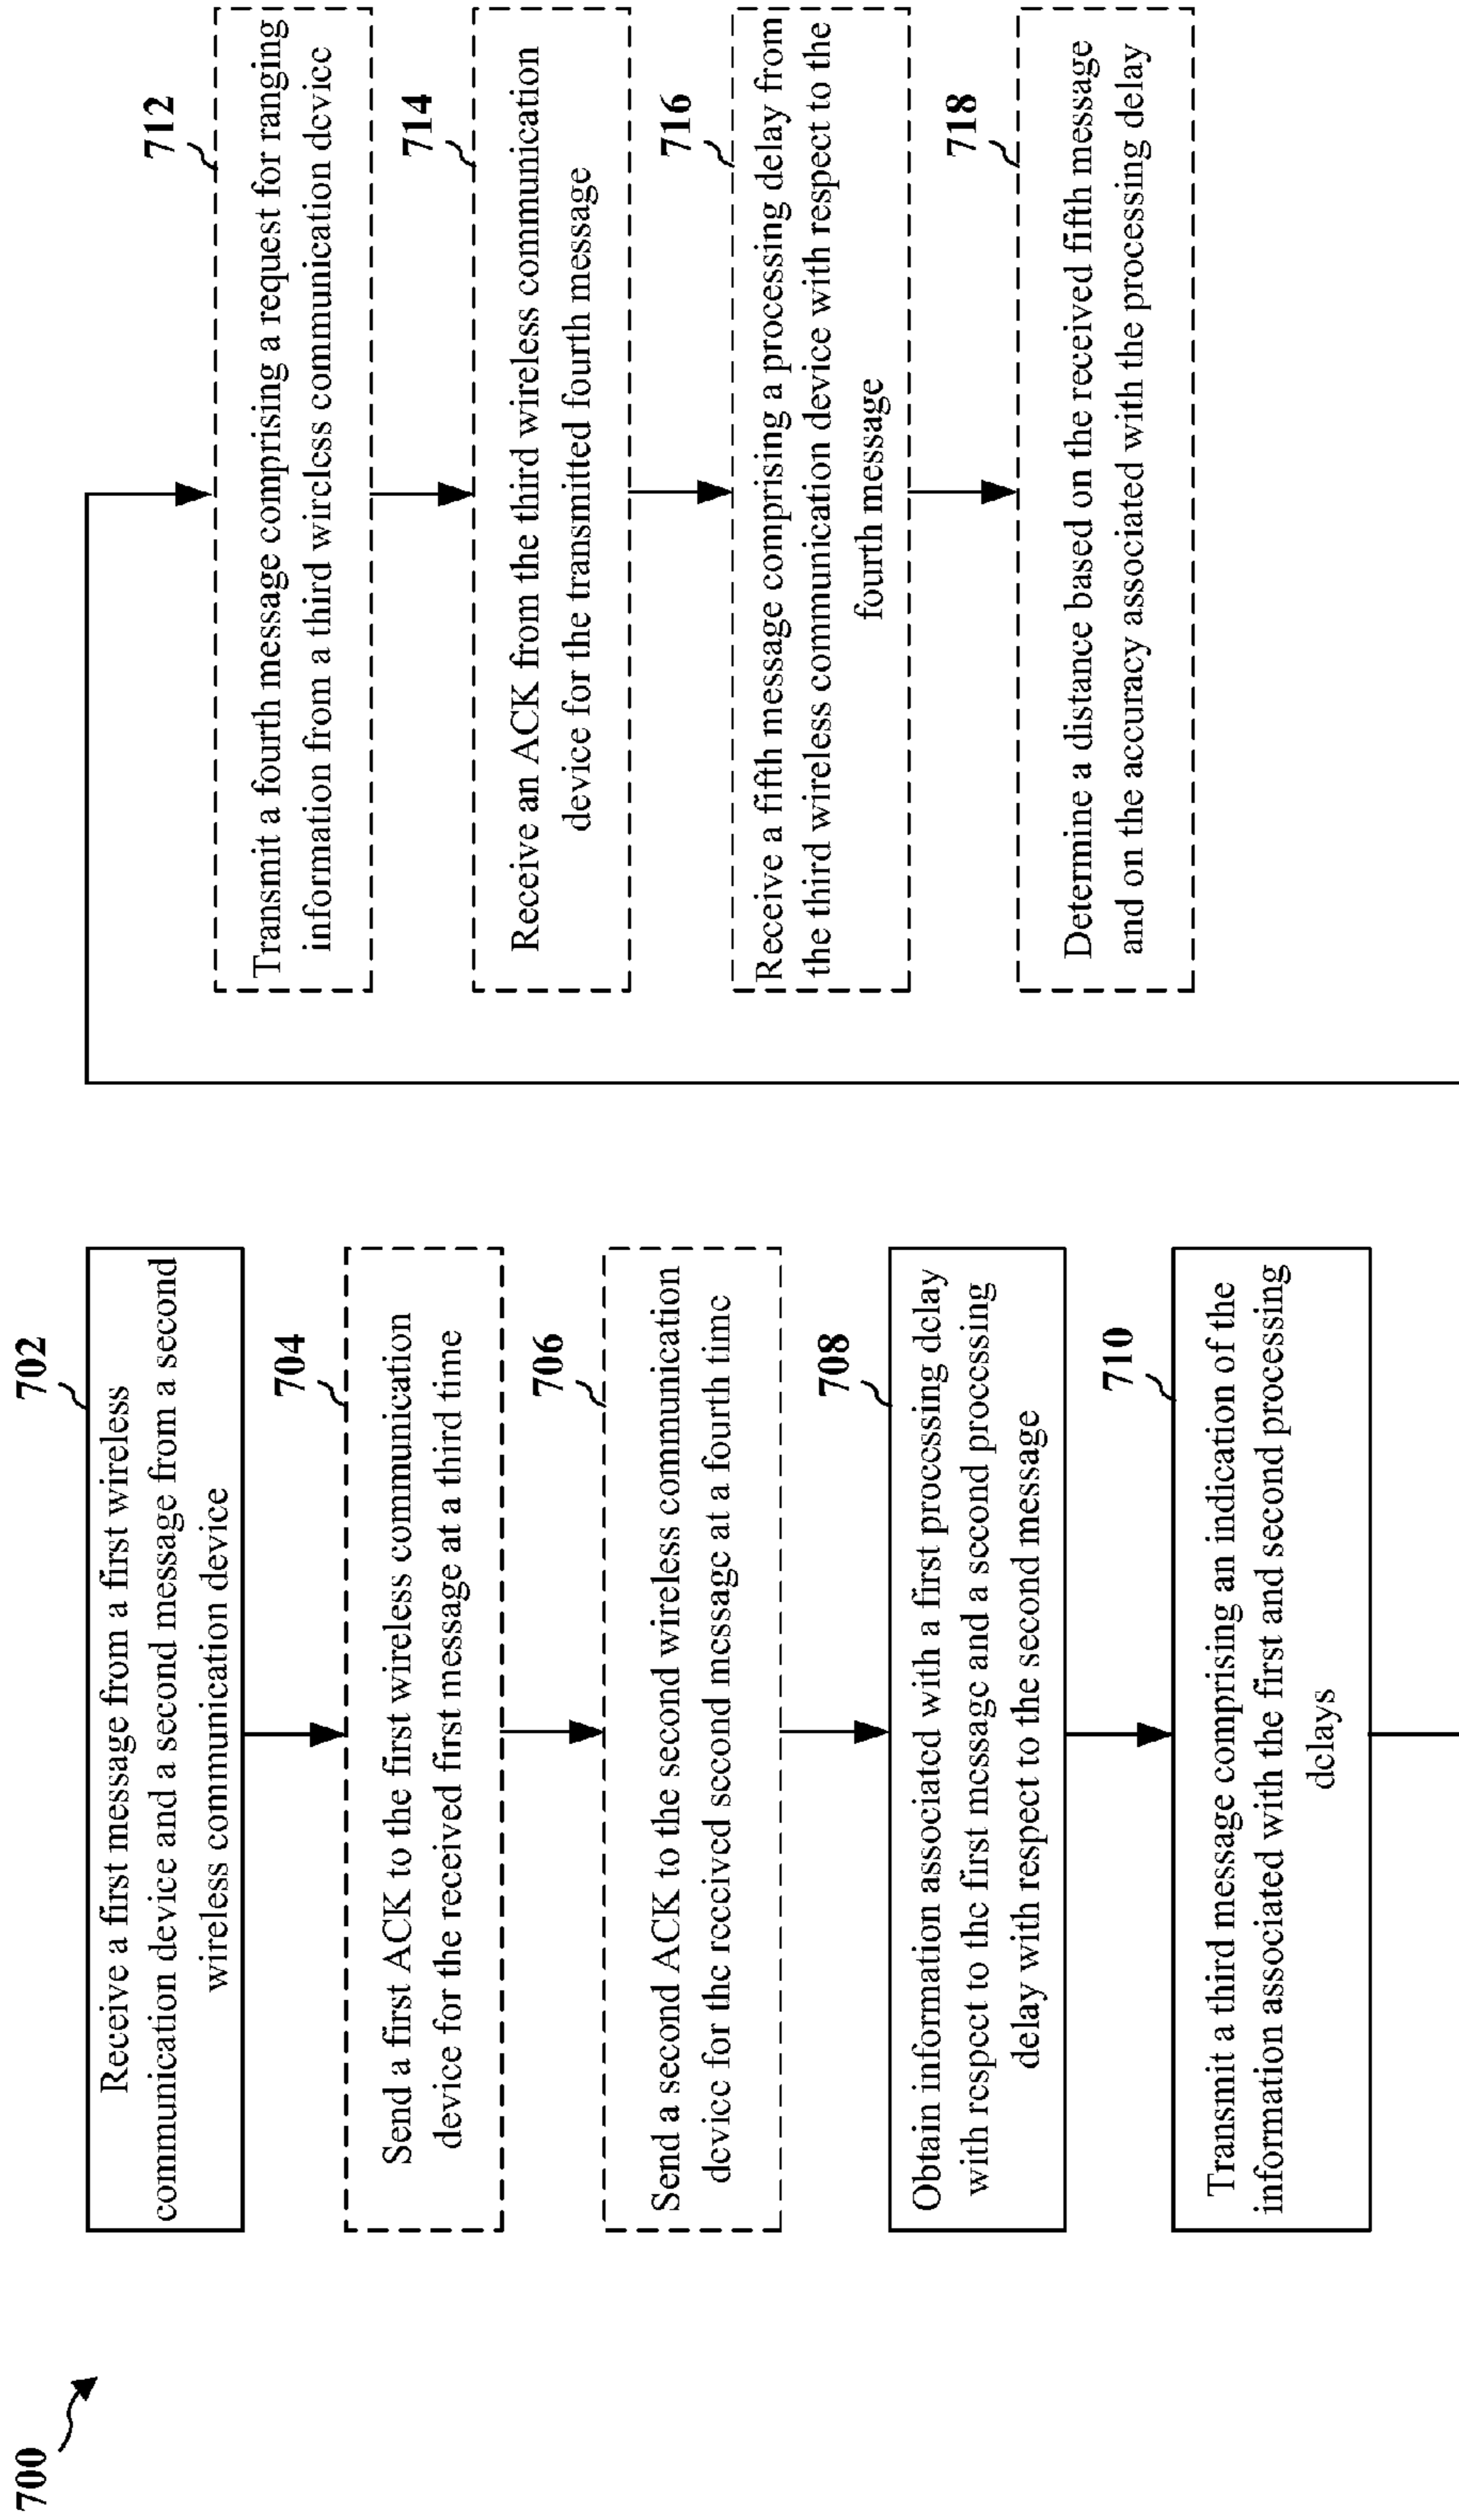 700
702
Receive a first message from a first wireless
communication device and a second message from a second
wireless communication device
704
Send a first ACK to the first wireless communication
device for the received first message at a third time
706
Send a second ACK to the second wireless communication
device for the received second message at a fourth time
708
Obtain information associated with a first processing delay
with respect to the first message and a second processing
delay with respect to the second message
710
Transmit a third message comprising an indication of the
information associated with the first and second processing
delays
712
Transmit a fourth message comprising a request for ranging
information from a third wireless communication device
714
Receive an ACK from the third wireless communication
device for the transmitted fourth message
716
Receive a fifth message comprising a processing delay from
the third wireless communication device with respect to the
fourth message
718
Determine a distance based on the received fifth message
and on the accuracy associated with the processing delay